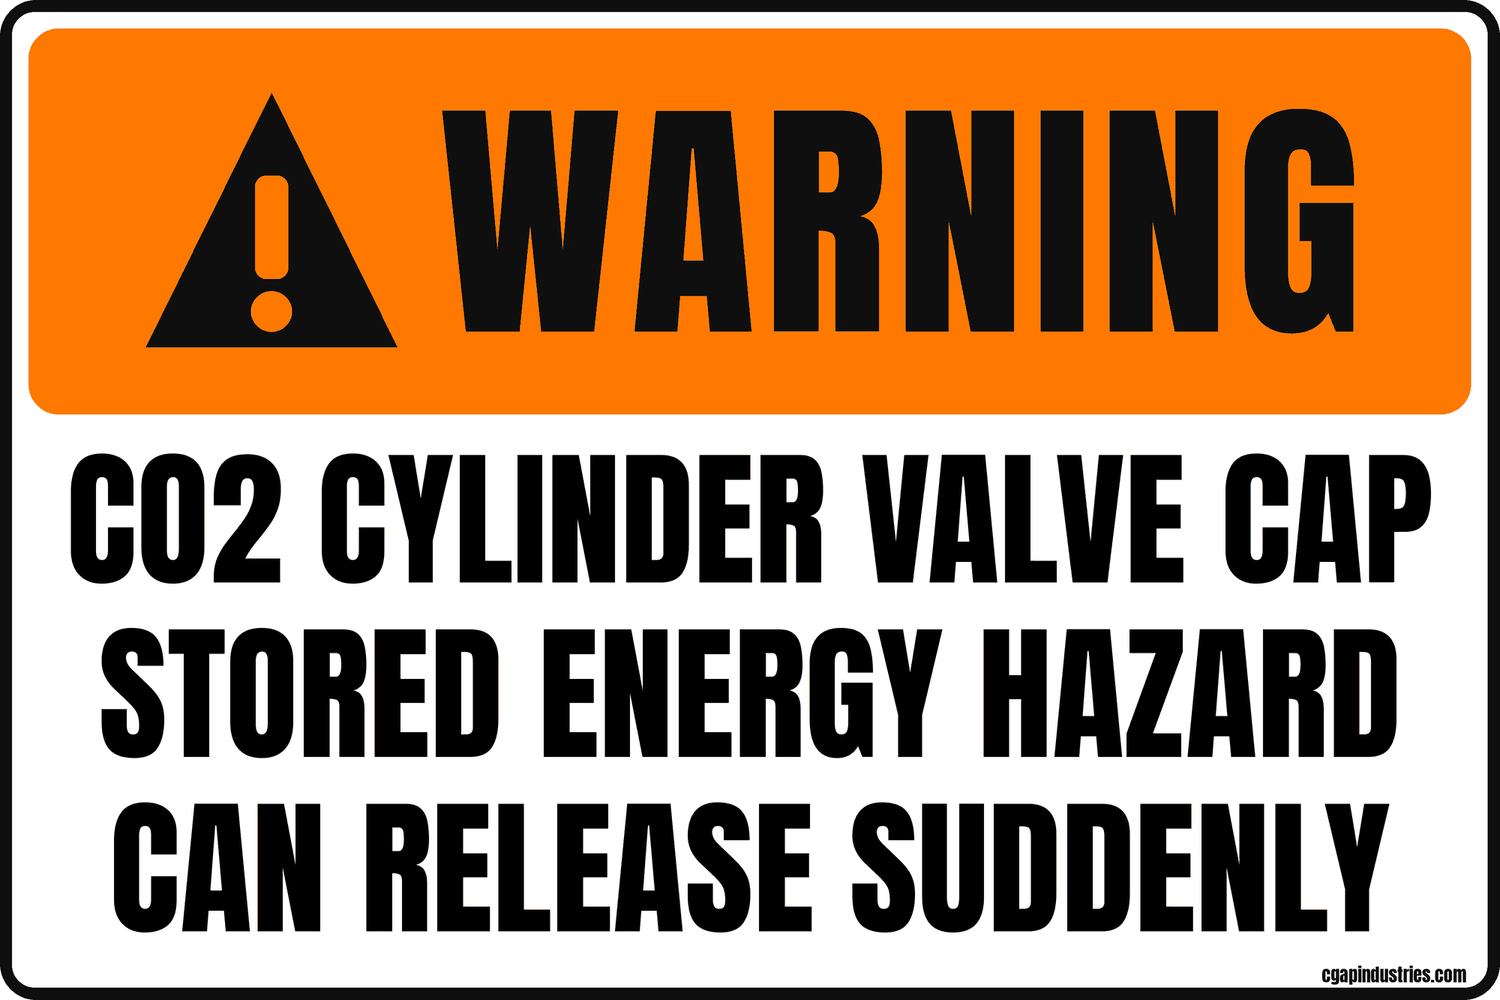 WARNING
CO2 CYLINDER VALVE CAP
STORED ENERGY HAZARD
CAN RELEASE SUDDENLY
cgapindustries.com